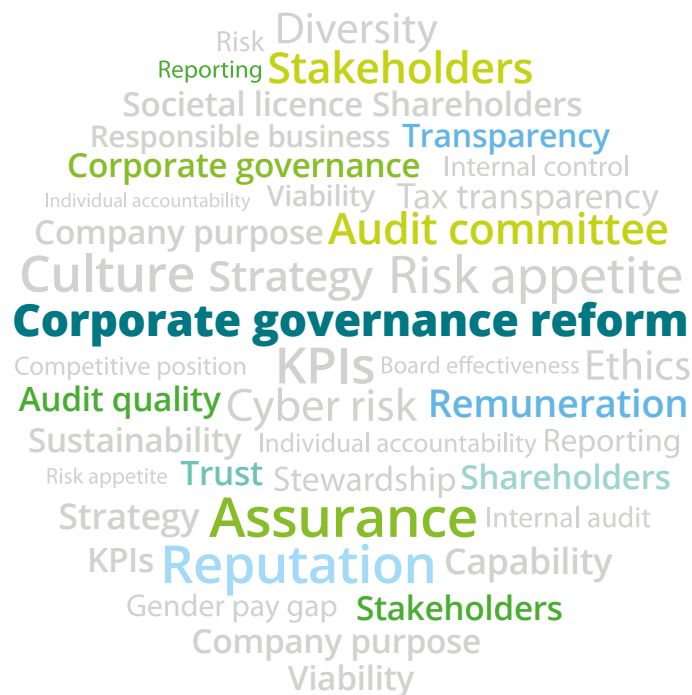 Risk Diversity
Reporting Stakeholders
Societal licence Shareholders
Responsible business Transparency
Corporate governance Internal control
Individual accountability Viability Tax transparency
Company purpose Audit committee
Culture Strategy Risk appetite
Corporate governance reform
Competitive position KPIs Board effectiveness Ethics
Audit quality Cyber risk Remuneration
Sustainability Individual accountability Reporting
Risk appetite Trust Stewardship Shareholders
Strategy Assurance Internal audit
KPIs Reputation Capability
Gender pay gap Stakeholders
Company purpose
Viability